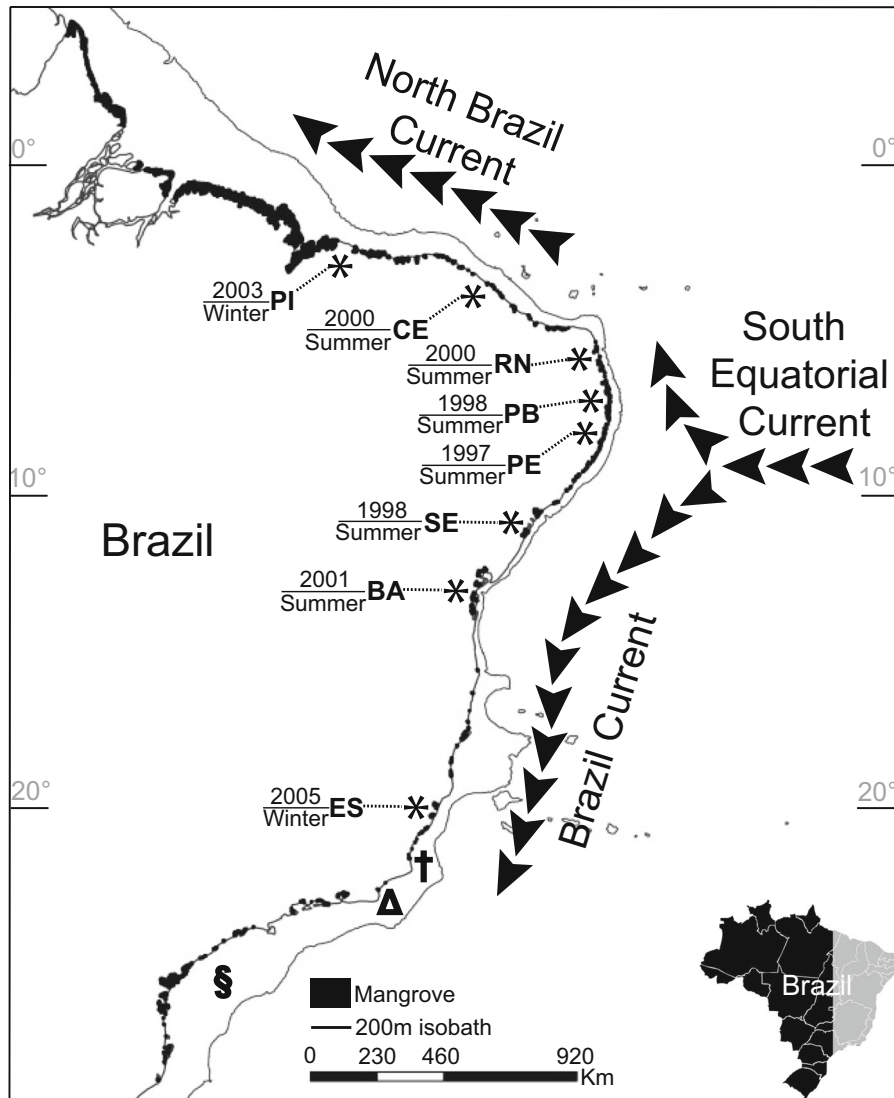 North Brazil
Current
0°
0°
2003
Winter PI
2000
Summer CE
2000
Summer RN
1998
Summer PB
1997
Summer PE
South
Equatorial
Current
10°
10°
1998
Summer SE
Brazil
2001
Summer BA
Brazil Current
20°
20°
2005
Winter ES
†
Δ
§
Brazil
Mangrove
200m isobath
0 230 460 920
Km